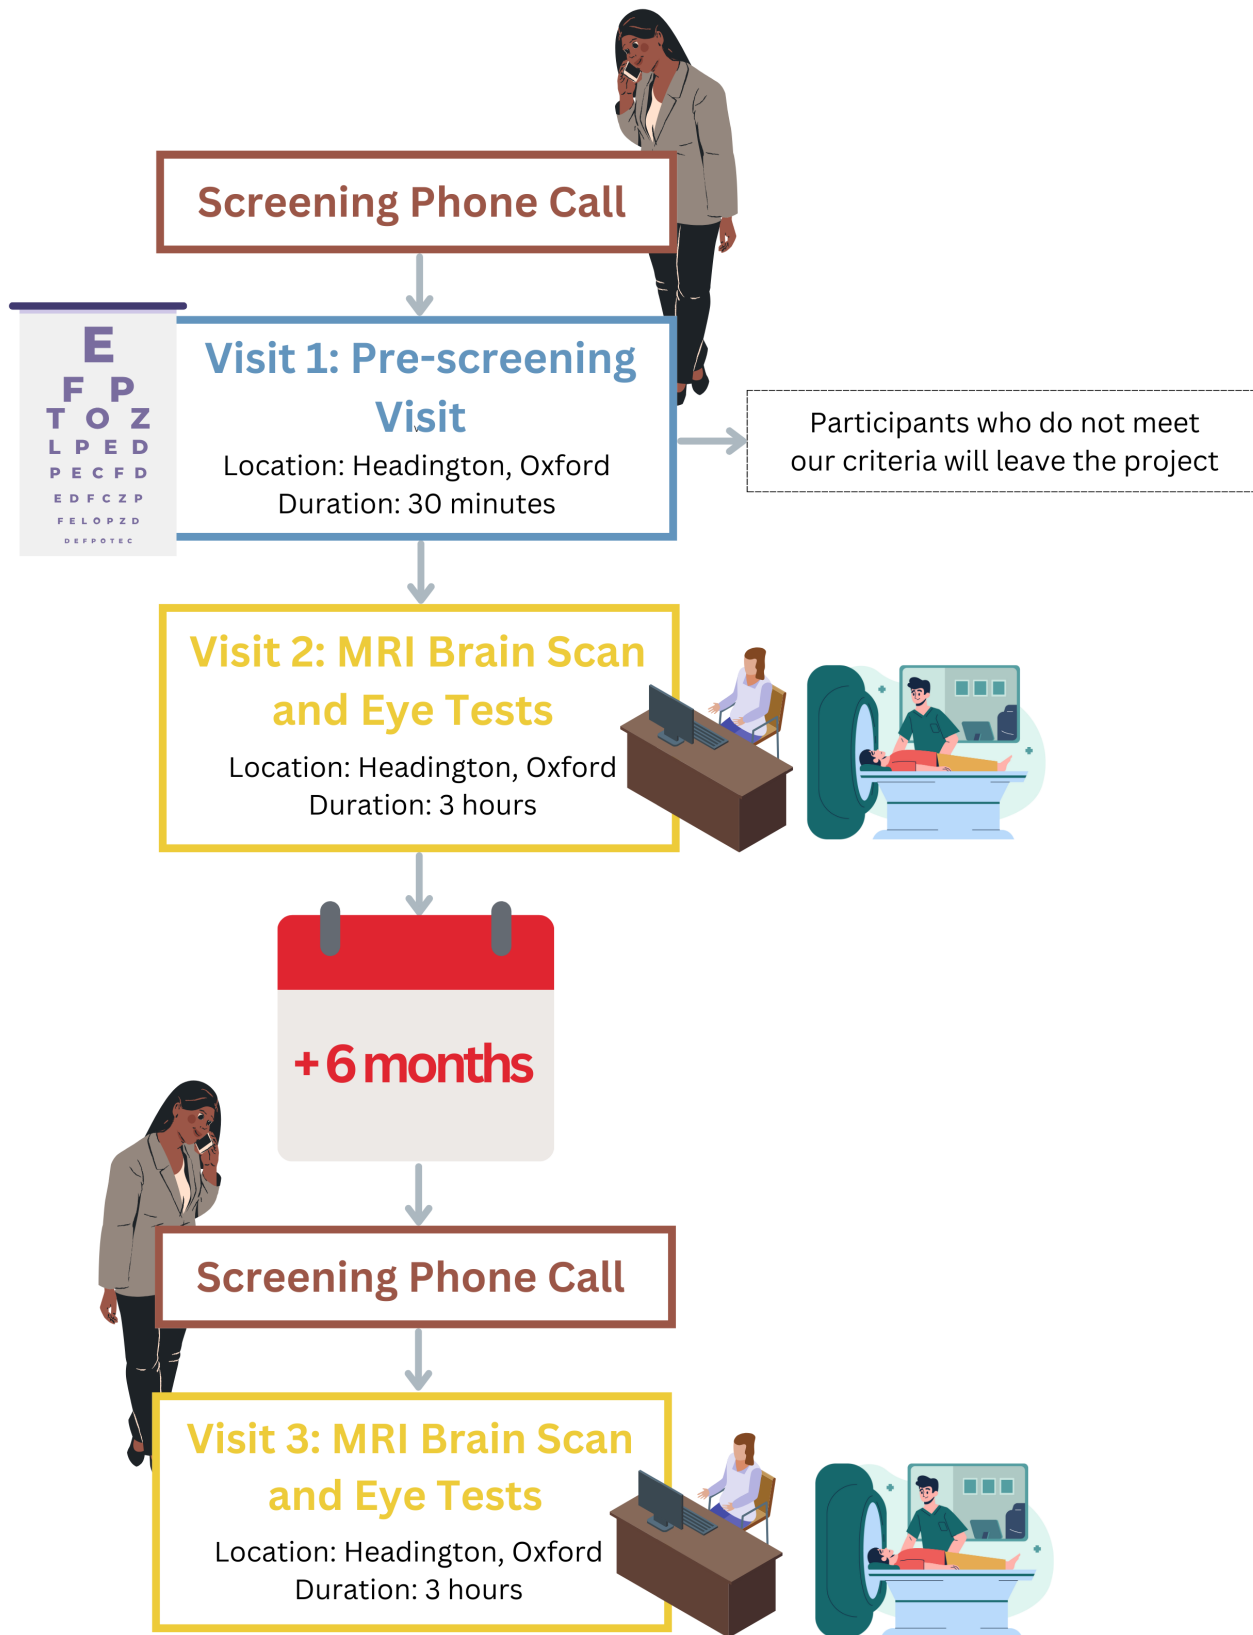 Screening Phone Call
E
F P
T O Z
L P E D
P E C F D
E D F C Z P
F E L O P Z D
D E F P O T E C
Visit 1: Pre-screening
Visit
Location: Headington, Oxford
Duration: 30 minutes
Participants who do not meet
our criteria will leave the project
Visit 2: MRI Brain Scan
and Eye Tests
Location: Headington, Oxford
Duration: 3 hours
+ 6 months
Screening Phone Call
Visit 3: MRI Brain Scan
and Eye Tests
Location: Headington, Oxford
Duration: 3 hours